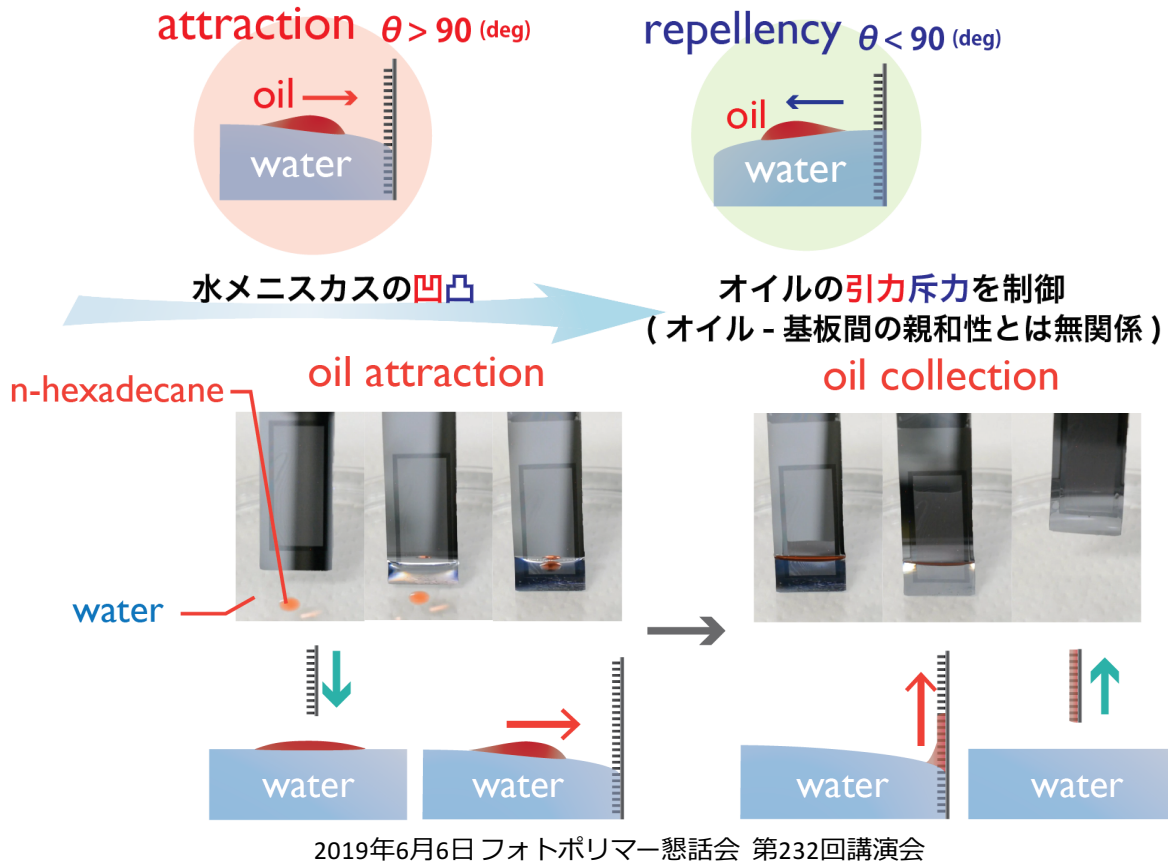 attraction θ > 90 (deg)
repellency θ < 90 (deg)
oil
water
oil
water
水メニスカスの凹凸
オイルの引力斥力を制御
( オイル - 基板間の親和性とは無関係 )
oil attraction
oil collection
n-hexadecane
water
water
water
water
water
2019年6月6日 フォトポリマー懇話会 第232回講演会